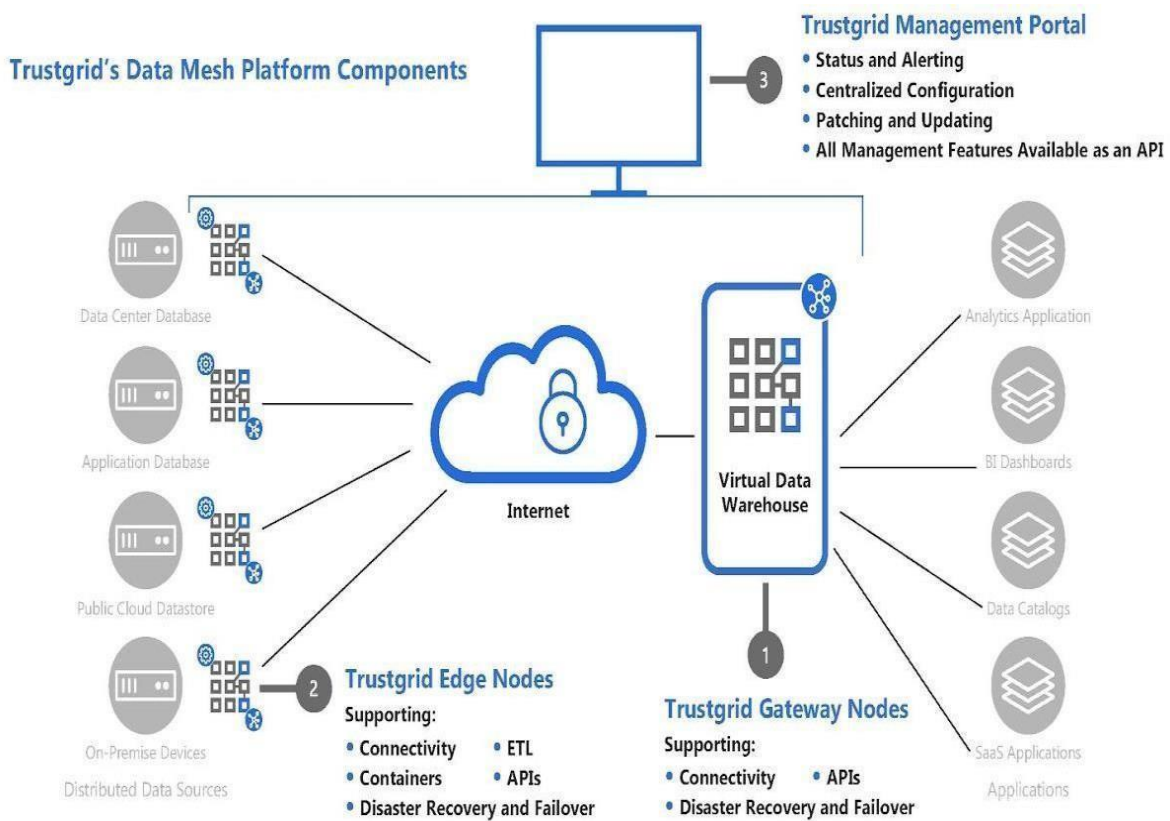 Trustgrid's Data Mesh Platform Components
3
Trustgrid Management Portal
• Status and Alerting
• Centralized Configuration
• Patching and Updating
• All Management Features Available as an API
Data Center Database
Application Database
Public Cloud Datastore
On-Premise Devices
Distributed Data Sources
Internet
Virtual Data
Warehouse
Analytics Application
BI Dashboards
Data Catalogs
SaaS Applications
Applications
2
Trustgrid Edge Nodes
Supporting:
• Connectivity • ETL
• Containers • APIs
• Disaster Recovery and Failover
1
Trustgrid Gateway Nodes
Supporting:
• Connectivity • APIs
• Disaster Recovery and Failover